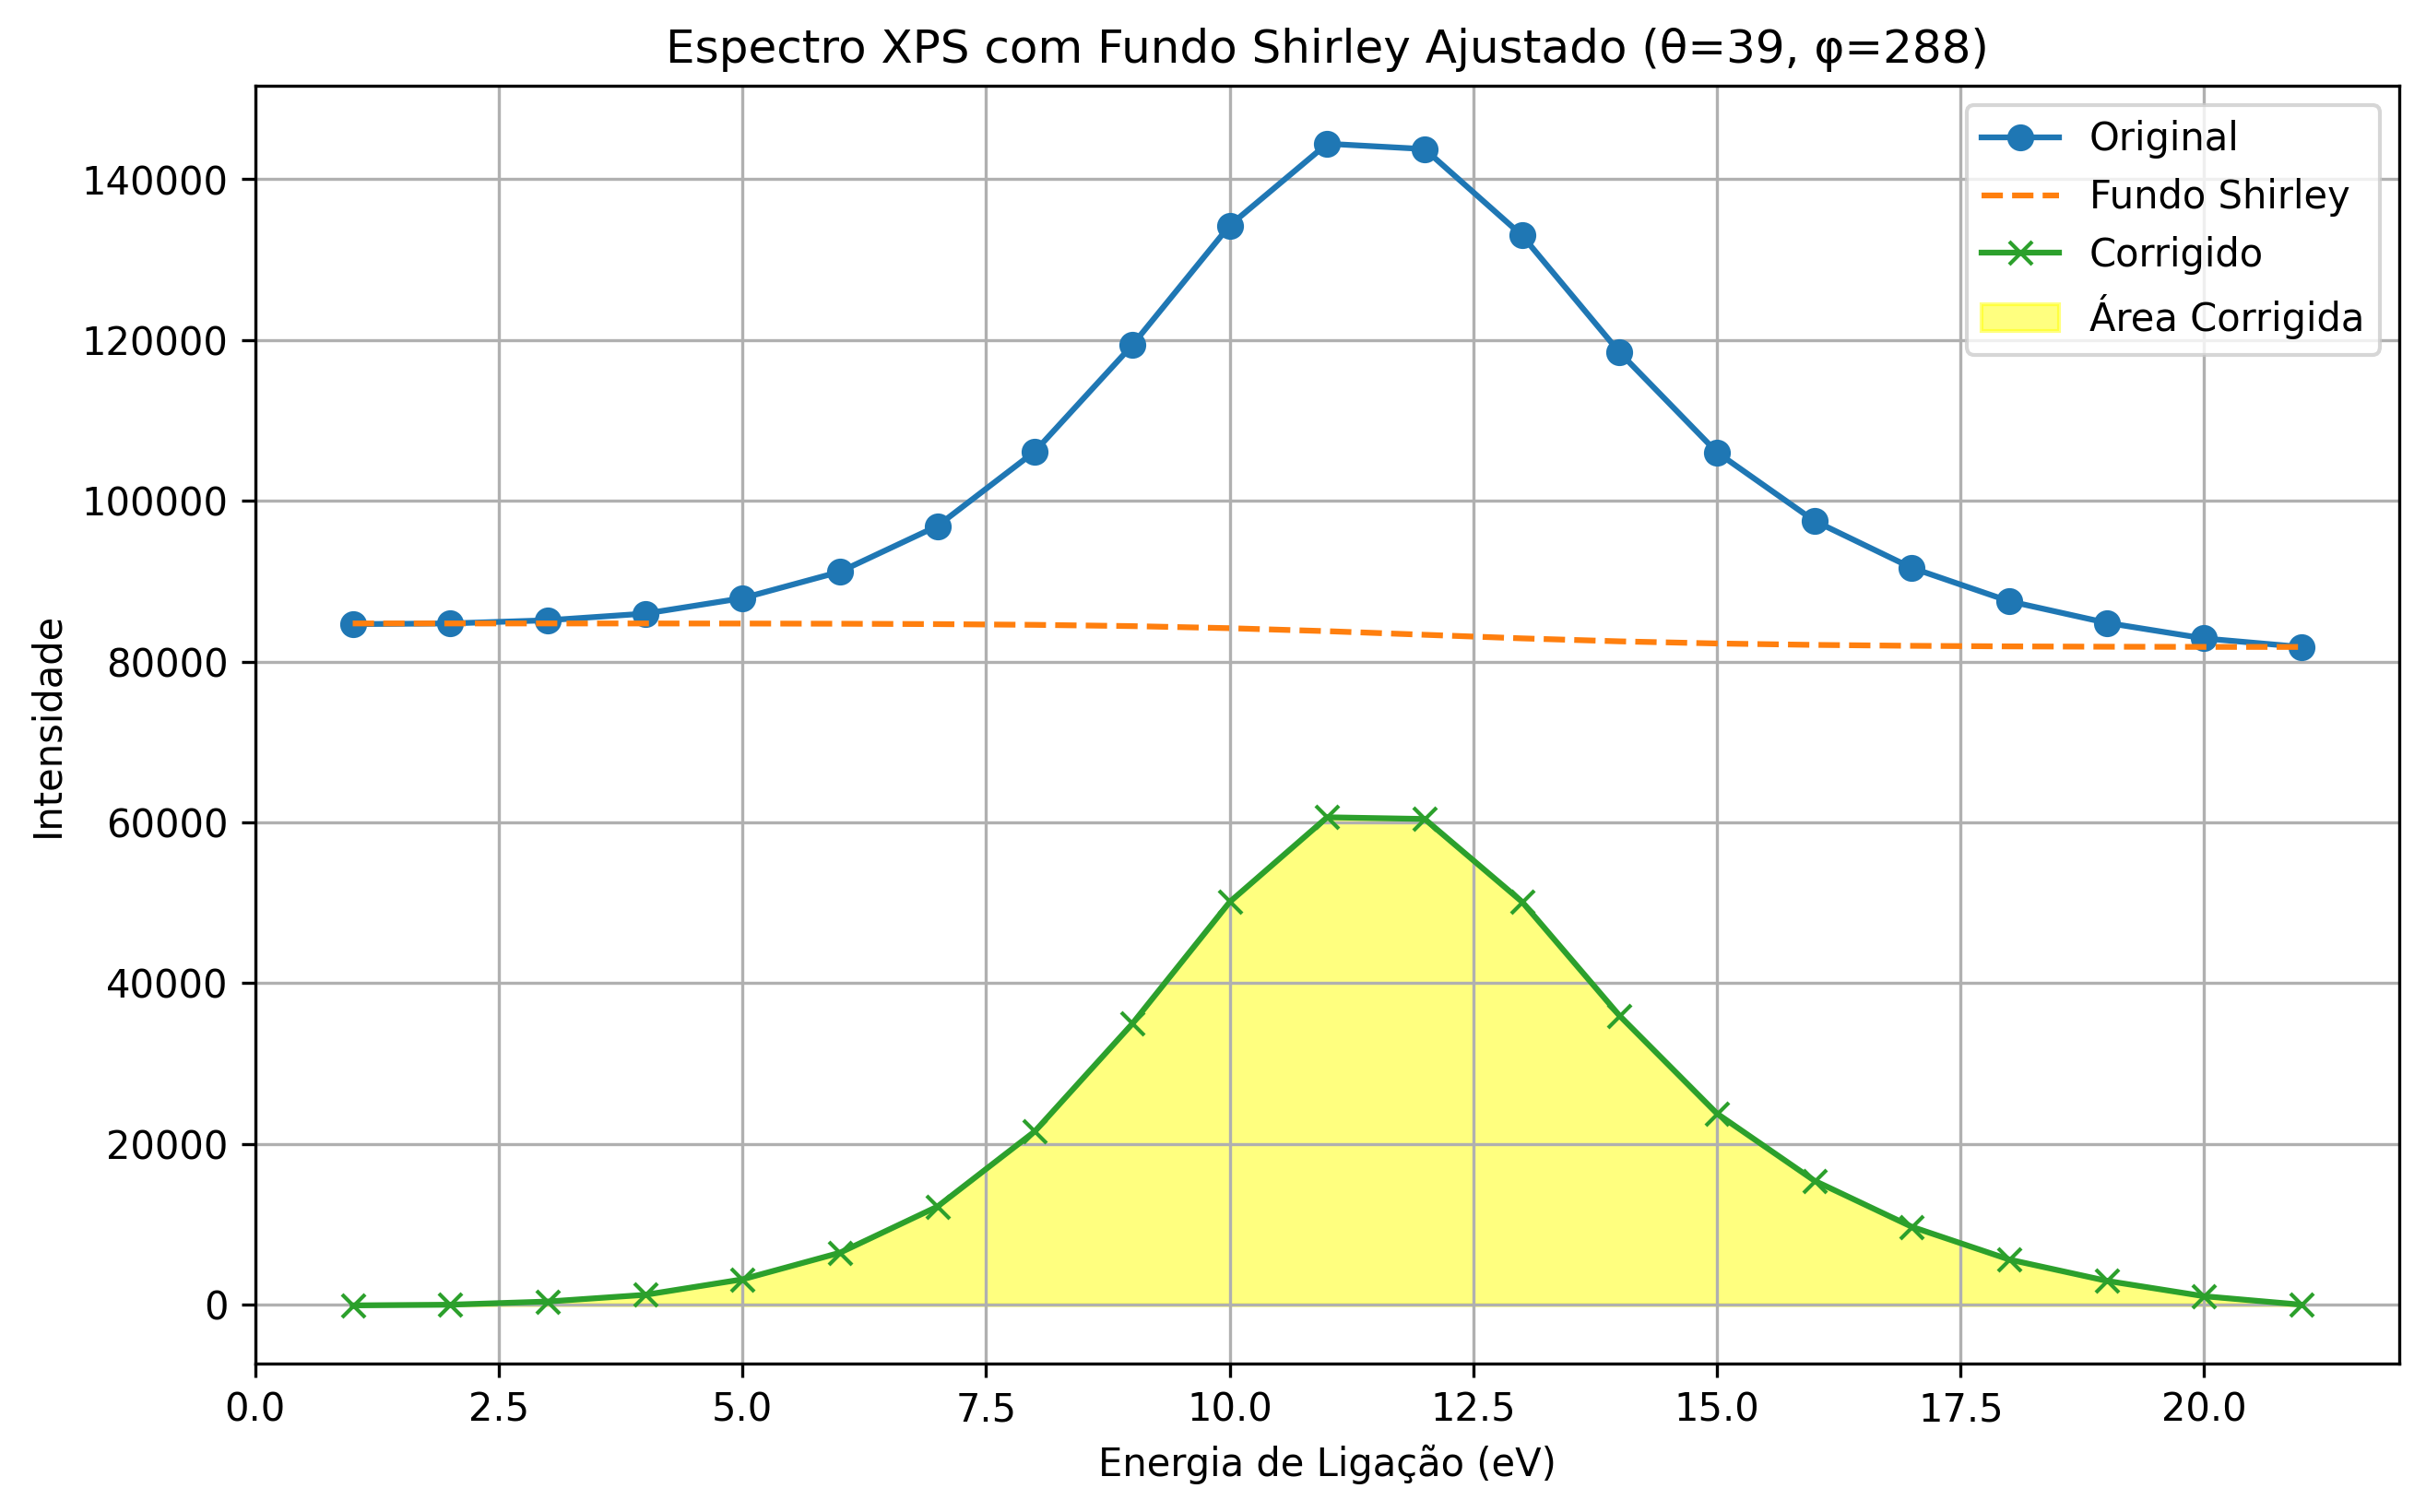 Espectro XPS com Fundo Shirley Ajustado (θ=39, φ=288)
Original
Fundo Shirley
Corrigido
Área Corrigida
Intensidade
140000
120000
100000
80000
60000
40000
20000
0
0.0 2.5 5.0 7.5 10.0 12.5 15.0 17.5 20.0
Energia de Ligação (eV)